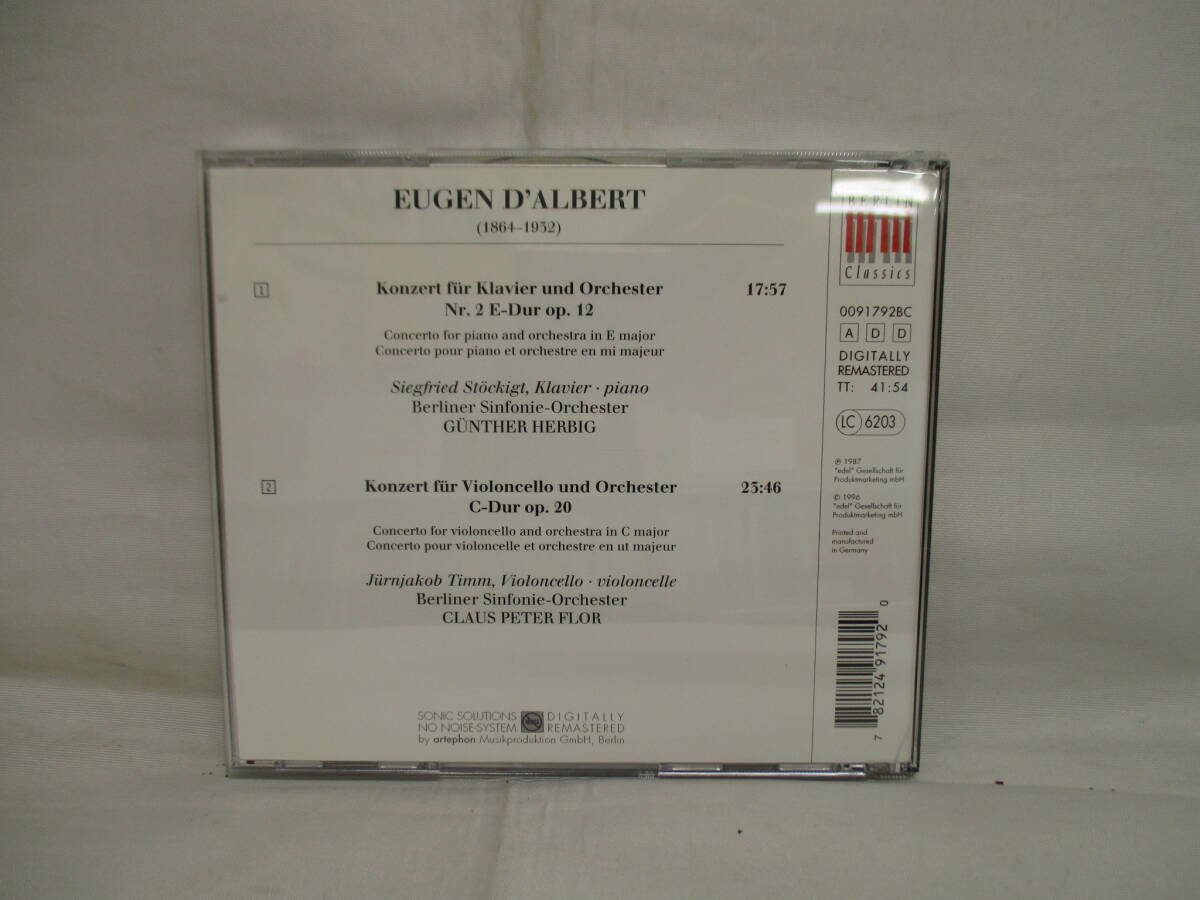 EUGEN D'ALBERT
(1864–1932)
1 Konzert für Klavier und Orchester 17:57
Nr. 2 E-Dur op. 12
Concerto for piano and orchestra in E major
Concerto pour piano et orchestre en mi majeur
Siegfried Stöckigt, Klavier · piano
Berliner Sinfonie-Orchester
GÜNTHER HERBIG
2 Konzert für Violoncello und Orchester 23:46
C-Dur op. 20
Concerto for violoncello and orchestra in C major
Concerto pour violoncelle et orchestre en ut majeur
Jürnjakob Timm, Violoncello · violoncelle
Berliner Sinfonie-Orchester
CLAUS PETER FLOR
SONIC SOLUTIONS DIGITALLY
NO NOISE-SYSTEM REMASTERED
by artephon Musikproduktion GmbH, Berlin
BERLIN
Classics
0091792BC
A D D
DIGITALLY
REMASTERED
TT: 41:54
LC 6203
℗ 1987
"edel" Gesellschaft für
Produktmarketing mbH
© 1996
"edel" Gesellschaft für
Produktmarketing mbH
Printed and
manufactured
in Germany
7 82124 91792 0